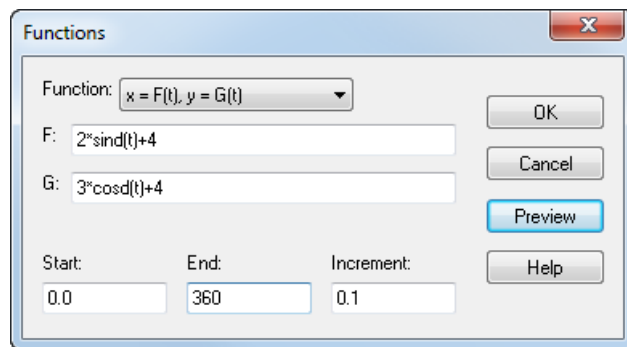 Functions
Function: x = F(t), y = G(t)
F: 2*sind(t)+4
G: 3*cosd(t)+4
Start: End: Increment:
0.0 360 0.1
OK
Cancel
Preview
Help